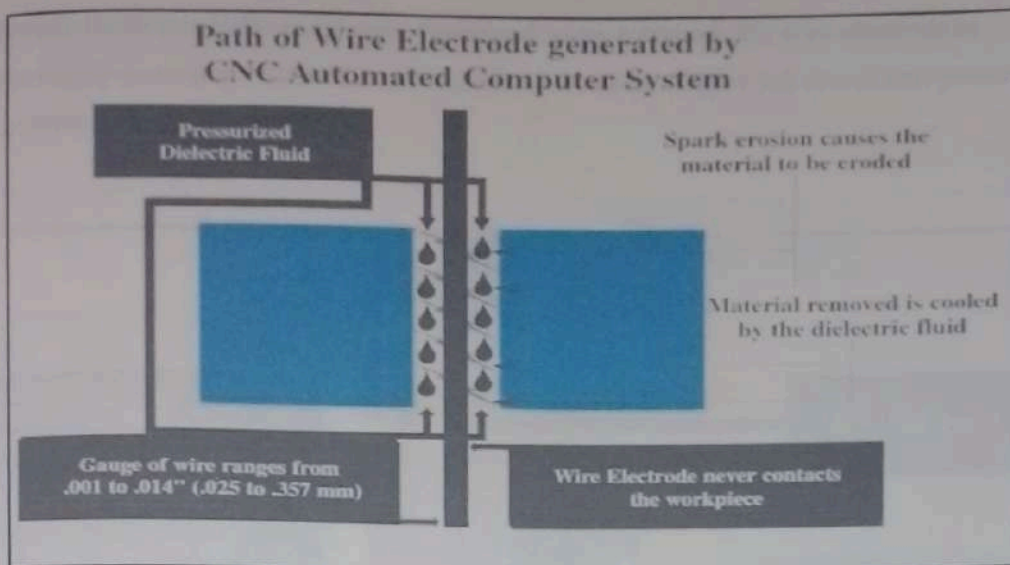 Path of Wire Electrode generated by
CNC Automated Computer System
Pressurized
Dielectric Fluid
Spark erosion causes the
material to be eroded
Material removed is cooled
by the dielectric fluid
Gauge of wire ranges from
.001 to .014" (.025 to .357 mm)
Wire Electrode never contacts
the workpiece